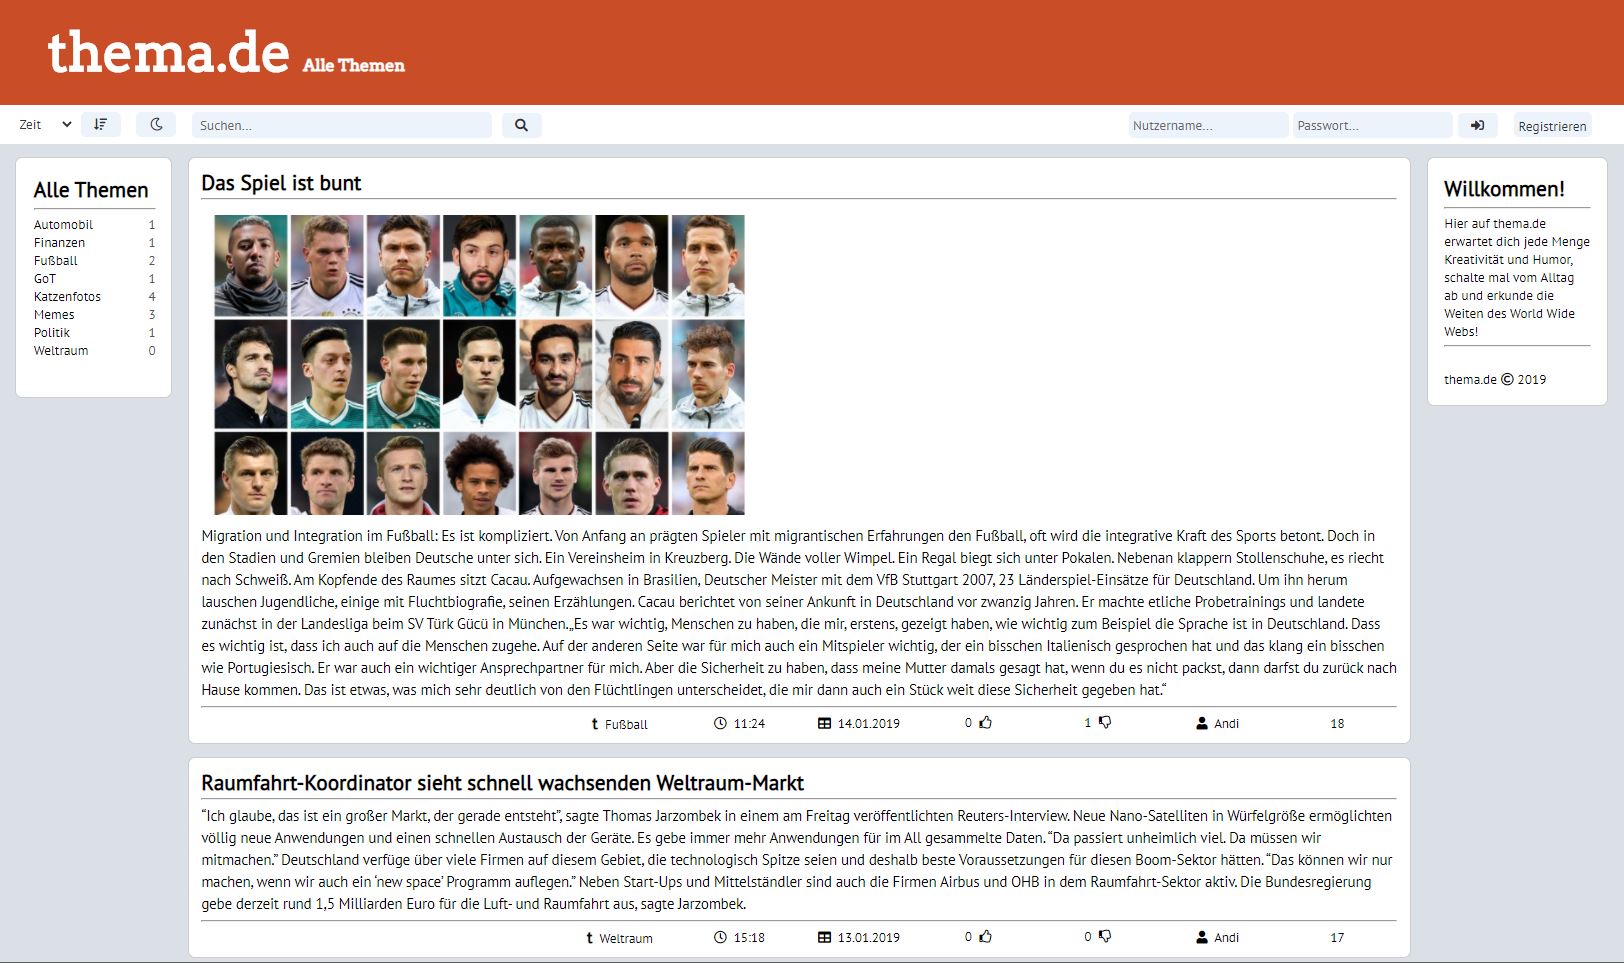 thema.de Alle Themen
Zeit Suchen... Nutzername... Passwort... Registrieren
Alle Themen
Automobil 1
Finanzen 1
Fußball 2
GoT 1
Katzenfotos 4
Memes 3
Politik 1
Weltraum 0
Das Spiel ist bunt
Migration und Integration im Fußball: Es ist kompliziert. Von Anfang an prägten Spieler mit migrantischen Erfahrungen den Fußball, oft wird die integrative Kraft des Sports betont. Doch in
den Stadien und Gremien bleiben Deutsche unter sich. Ein Vereinsheim in Kreuzberg. Die Wände voller Wimpel. Ein Regal biegt sich unter Pokalen. Nebenan klappern Stollenschuhe, es riecht
nach Schweiß. Am Kopfende des Raumes sitzt Cacau. Aufgewachsen in Brasilien, Deutscher Meister mit dem VfB Stuttgart 2007, 23 Länderspiel-Einsätze für Deutschland. Um ihn herum
lauschen Jugendliche, einige mit Fluchtbiografie, seinen Erzählungen. Cacau berichtet von seiner Ankunft in Deutschland vor zwanzig Jahren. Er machte etliche Probetrainings und landete
zunächst in der Landesliga beim SV Türk Gücü in München.„Es war wichtig, Menschen zu haben, die mir, erstens, gezeigt haben, wie wichtig zum Beispiel die Sprache ist in Deutschland. Dass
es wichtig ist, dass ich auch auf die Menschen zugehe. Auf der anderen Seite war für mich auch ein Mitspieler wichtig, der ein bisschen Italienisch gesprochen hat und das klang ein bisschen
wie Portugiesisch. Er war auch ein wichtiger Ansprechpartner für mich. Aber die Sicherheit zu haben, dass meine Mutter damals gesagt hat, wenn du es nicht packst, dann darfst du zurück nach
Hause kommen. Das ist etwas, was mich sehr deutlich von den Flüchtlingen unterscheidet, die mir dann auch ein Stück weit diese Sicherheit gegeben hat.“
t Fußball 11:24 14.01.2019 0 1 Andi 18
Raumfahrt-Koordinator sieht schnell wachsenden Weltraum-Markt
“Ich glaube, das ist ein großer Markt, der gerade entsteht”, sagte Thomas Jarzombek in einem am Freitag veröffentlichten Reuters-Interview. Neue Nano-Satelliten in Würfelgröße ermöglichten
völlig neue Anwendungen und einen schnellen Austausch der Geräte. Es gebe immer mehr Anwendungen für im All gesammelte Daten. “Da passiert unheimlich viel. Da müssen wir
mitmachen.” Deutschland verfüge über viele Firmen auf diesem Gebiet, die technologisch Spitze seien und deshalb beste Voraussetzungen für diesen Boom-Sektor hätten. “Das können wir nur
machen, wenn wir auch ein ‘new space’ Programm auflegen.” Neben Start-Ups und Mittelständler sind auch die Firmen Airbus und OHB in dem Raumfahrt-Sektor aktiv. Die Bundesregierung
gebe derzeit rund 1,5 Milliarden Euro für die Luft- und Raumfahrt aus, sagte Jarzombek.
t Weltraum 15:18 13.01.2019 0 0 Andi 17
Willkommen!
Hier auf thema.de
erwartet dich jede Menge
Kreativität und Humor,
schalte mal vom Alltag
ab und erkunde die
Weiten des World Wide
Webs!
thema.de © 2019